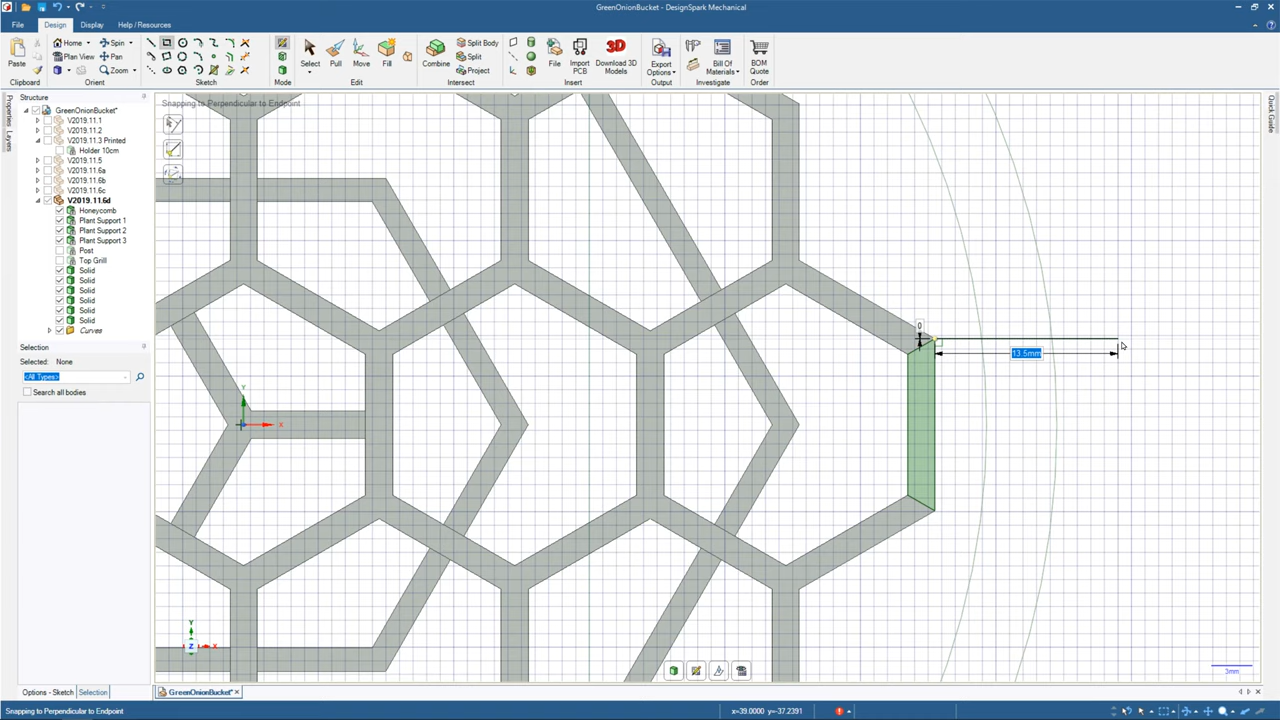 GreenOnionBucket* - DesignSpark Mechanical
File
Design
Display
Help / Resources
Paste
Home
Spin
Plan View
Pan
Zoom
Select
Pull
Move
Fill
Combine
Split Body
Split
Project
File
Import
PCB
Download 3D
Models
Export
Options
Bill Of
Materials
BOM
Quote
Clipboard
Orient
Sketch
Mode
Edit
Intersect
Insert
Output
Investigate
Order
Properties
Layers
Structure
GreenOnionBucket*
V2019.11.1
V2019.11.2
V2019.11.3 Printed
Holder 10cm
V2019.11.5
V2019.11.6a
V2019.11.6b
V2019.11.6c
V2019.11.6d
Honeycomb
Plant Support 1
Plant Support 2
Plant Support 3
Post
Top Grill
Solid
Solid
Solid
Solid
Solid
Solid
Curves
Selection
Selected: None
<All Types>
Search all bodies
Options - Sketch
Selection
Snapping to Perpendicular to Endpoint
3D
0
13.5mm
Y
X
Y
Z
X
3mm
Quick Guide
GreenOnionBucket*
Snapping to Perpendicular to Endpoint
x=39.0000 y=-37.2391